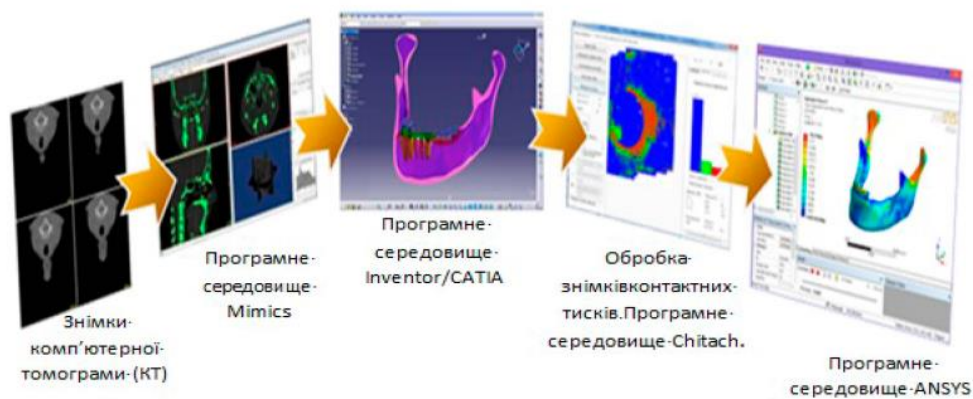 Знімки·
комп’ютерної·
томограми·(КТ)
Програмне·
середовище·
Mimics
Програмне·
середовище·
Inventor/CATIA
Обробка·
знімківконтактних·
тисків.Програмне·
середовище·Chitach.
Програмне·
середовище·ANSYS